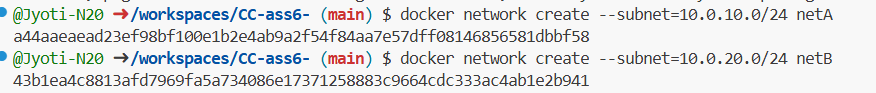 @Jyoti-N20 ➜/workspaces/CC-ass6- (main) $ docker network create --subnet=10.0.10.0/24 netA
a44aaeaead23ef98bf100e1b2e4ab9a2f54f84aa7e57dff08146856581dbbf58
@Jyoti-N20 ➜/workspaces/CC-ass6- (main) $ docker network create --subnet=10.0.20.0/24 netB
43b1ea4c8813afd7969fa5a734086e17371258883c9664cdc333ac4ab1e2b941